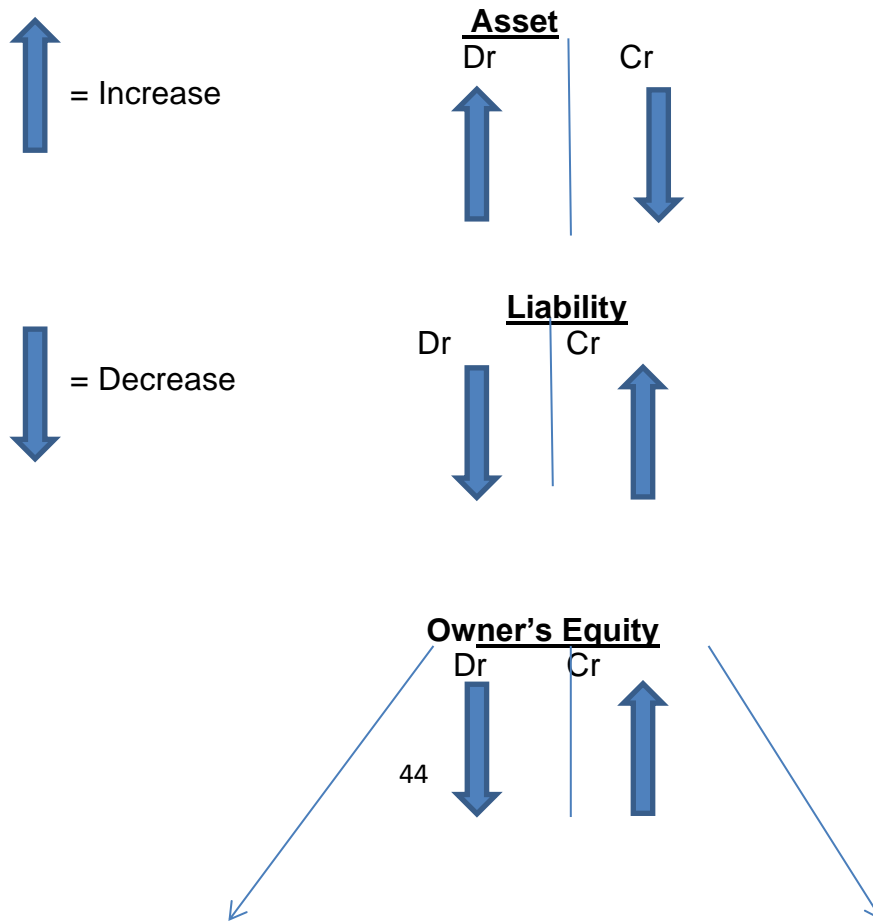 Asset
Dr Cr
= Increase
Liability
Dr Cr
= Decrease
Owner’s Equity
Dr Cr
44